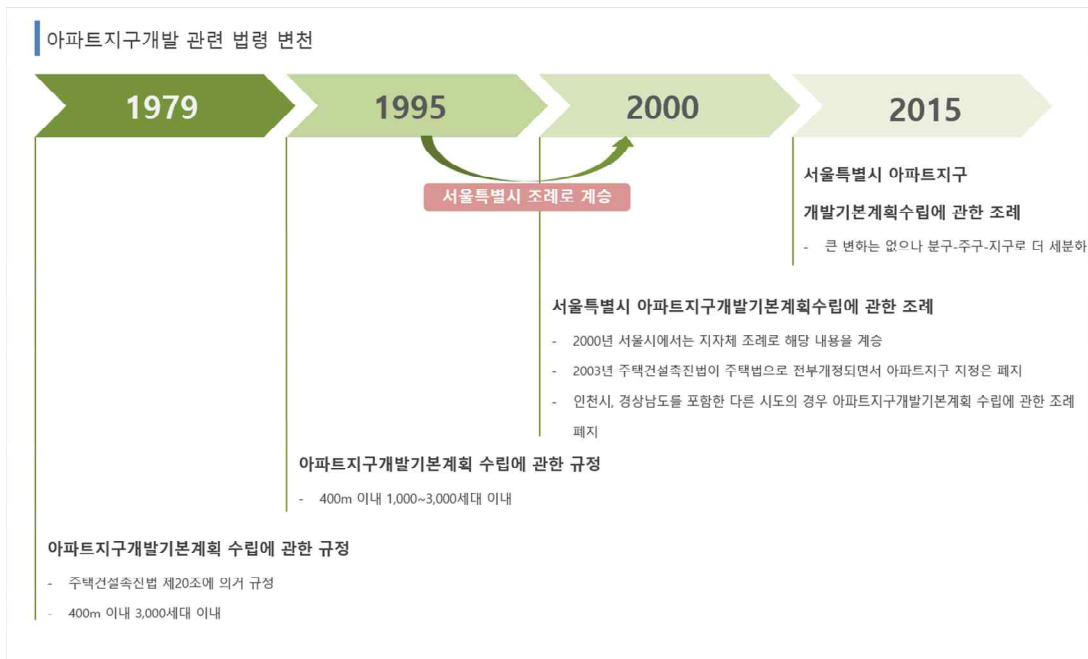 아파트지구개발 관련 법령 변천
1979
1995
2000
2015
서울특별시 조례로 계승
서울특별시 아파트지구
개발기본계획수립에 관한 조례
- 큰 변화는 없으나 분구-주구-지구로 더 세분화
서울특별시 아파트지구개발기본계획수립에 관한 조례
- 2000년 서울시에서는 지자체 조례로 해당 내용을 계승
- 2003년 주택건설촉진법이 주택법으로 전부개정되면서 아파트지구 지정은 폐지
- 인천시, 경상남도를 포함한 다른 시도의 경우 아파트지구개발기본계획 수립에 관한 조례
폐지
아파트지구개발기본계획 수립에 관한 규정
- 400m 이내 1,000~3,000세대 이내
아파트지구개발기본계획 수립에 관한 규정
- 주택건설촉진법 제20조에 의거 규정
- 400m 이내 3,000세대 이내